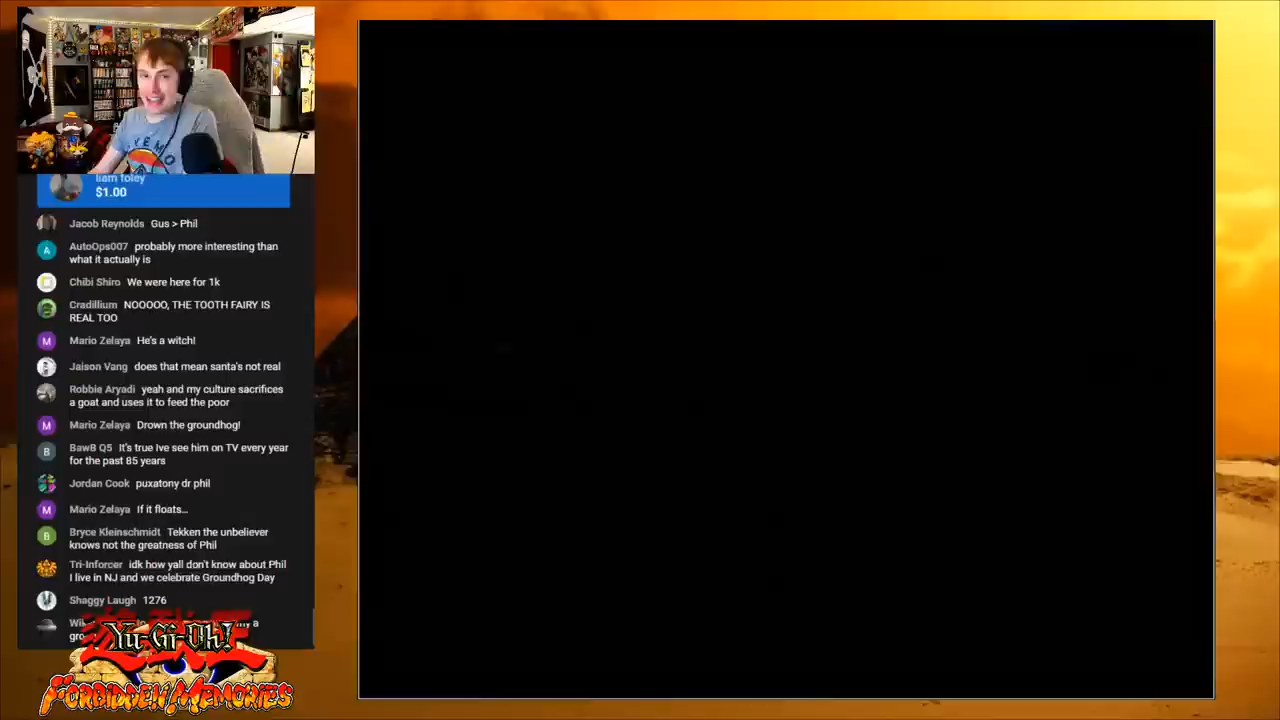 liam foley
$1.00
Jacob Reynolds Gus > Phil
AutoOps007 probably more interesting than
what it actually is
Chibi Shiro We were here for 1k
Cradillium NOOOOO, THE TOOTH FAIRY IS
REAL TOO
M Mario Zelaya He's a witch!
Jaison Vang does that mean santa's not real
Robbie Aryadi yeah and my culture sacrifices
a goat and uses it to feed the poor
M Mario Zelaya Drown the groundhog!
B BawB Q5 It's true Ive see him on TV every year
for the past 85 years
Jordan Cook puxatony dr phil
M Mario Zelaya If it floats...
B Bryce Kleinschmidt Tekken the unbeliever
knows not the greatness of Phil
Tri-Inforcer idk how yall don't know about Phil
I live in NJ and we celebrate Groundhog Day
Shaggy Laugh 1276
Yu-Gi-Oh!
Forbidden Memories